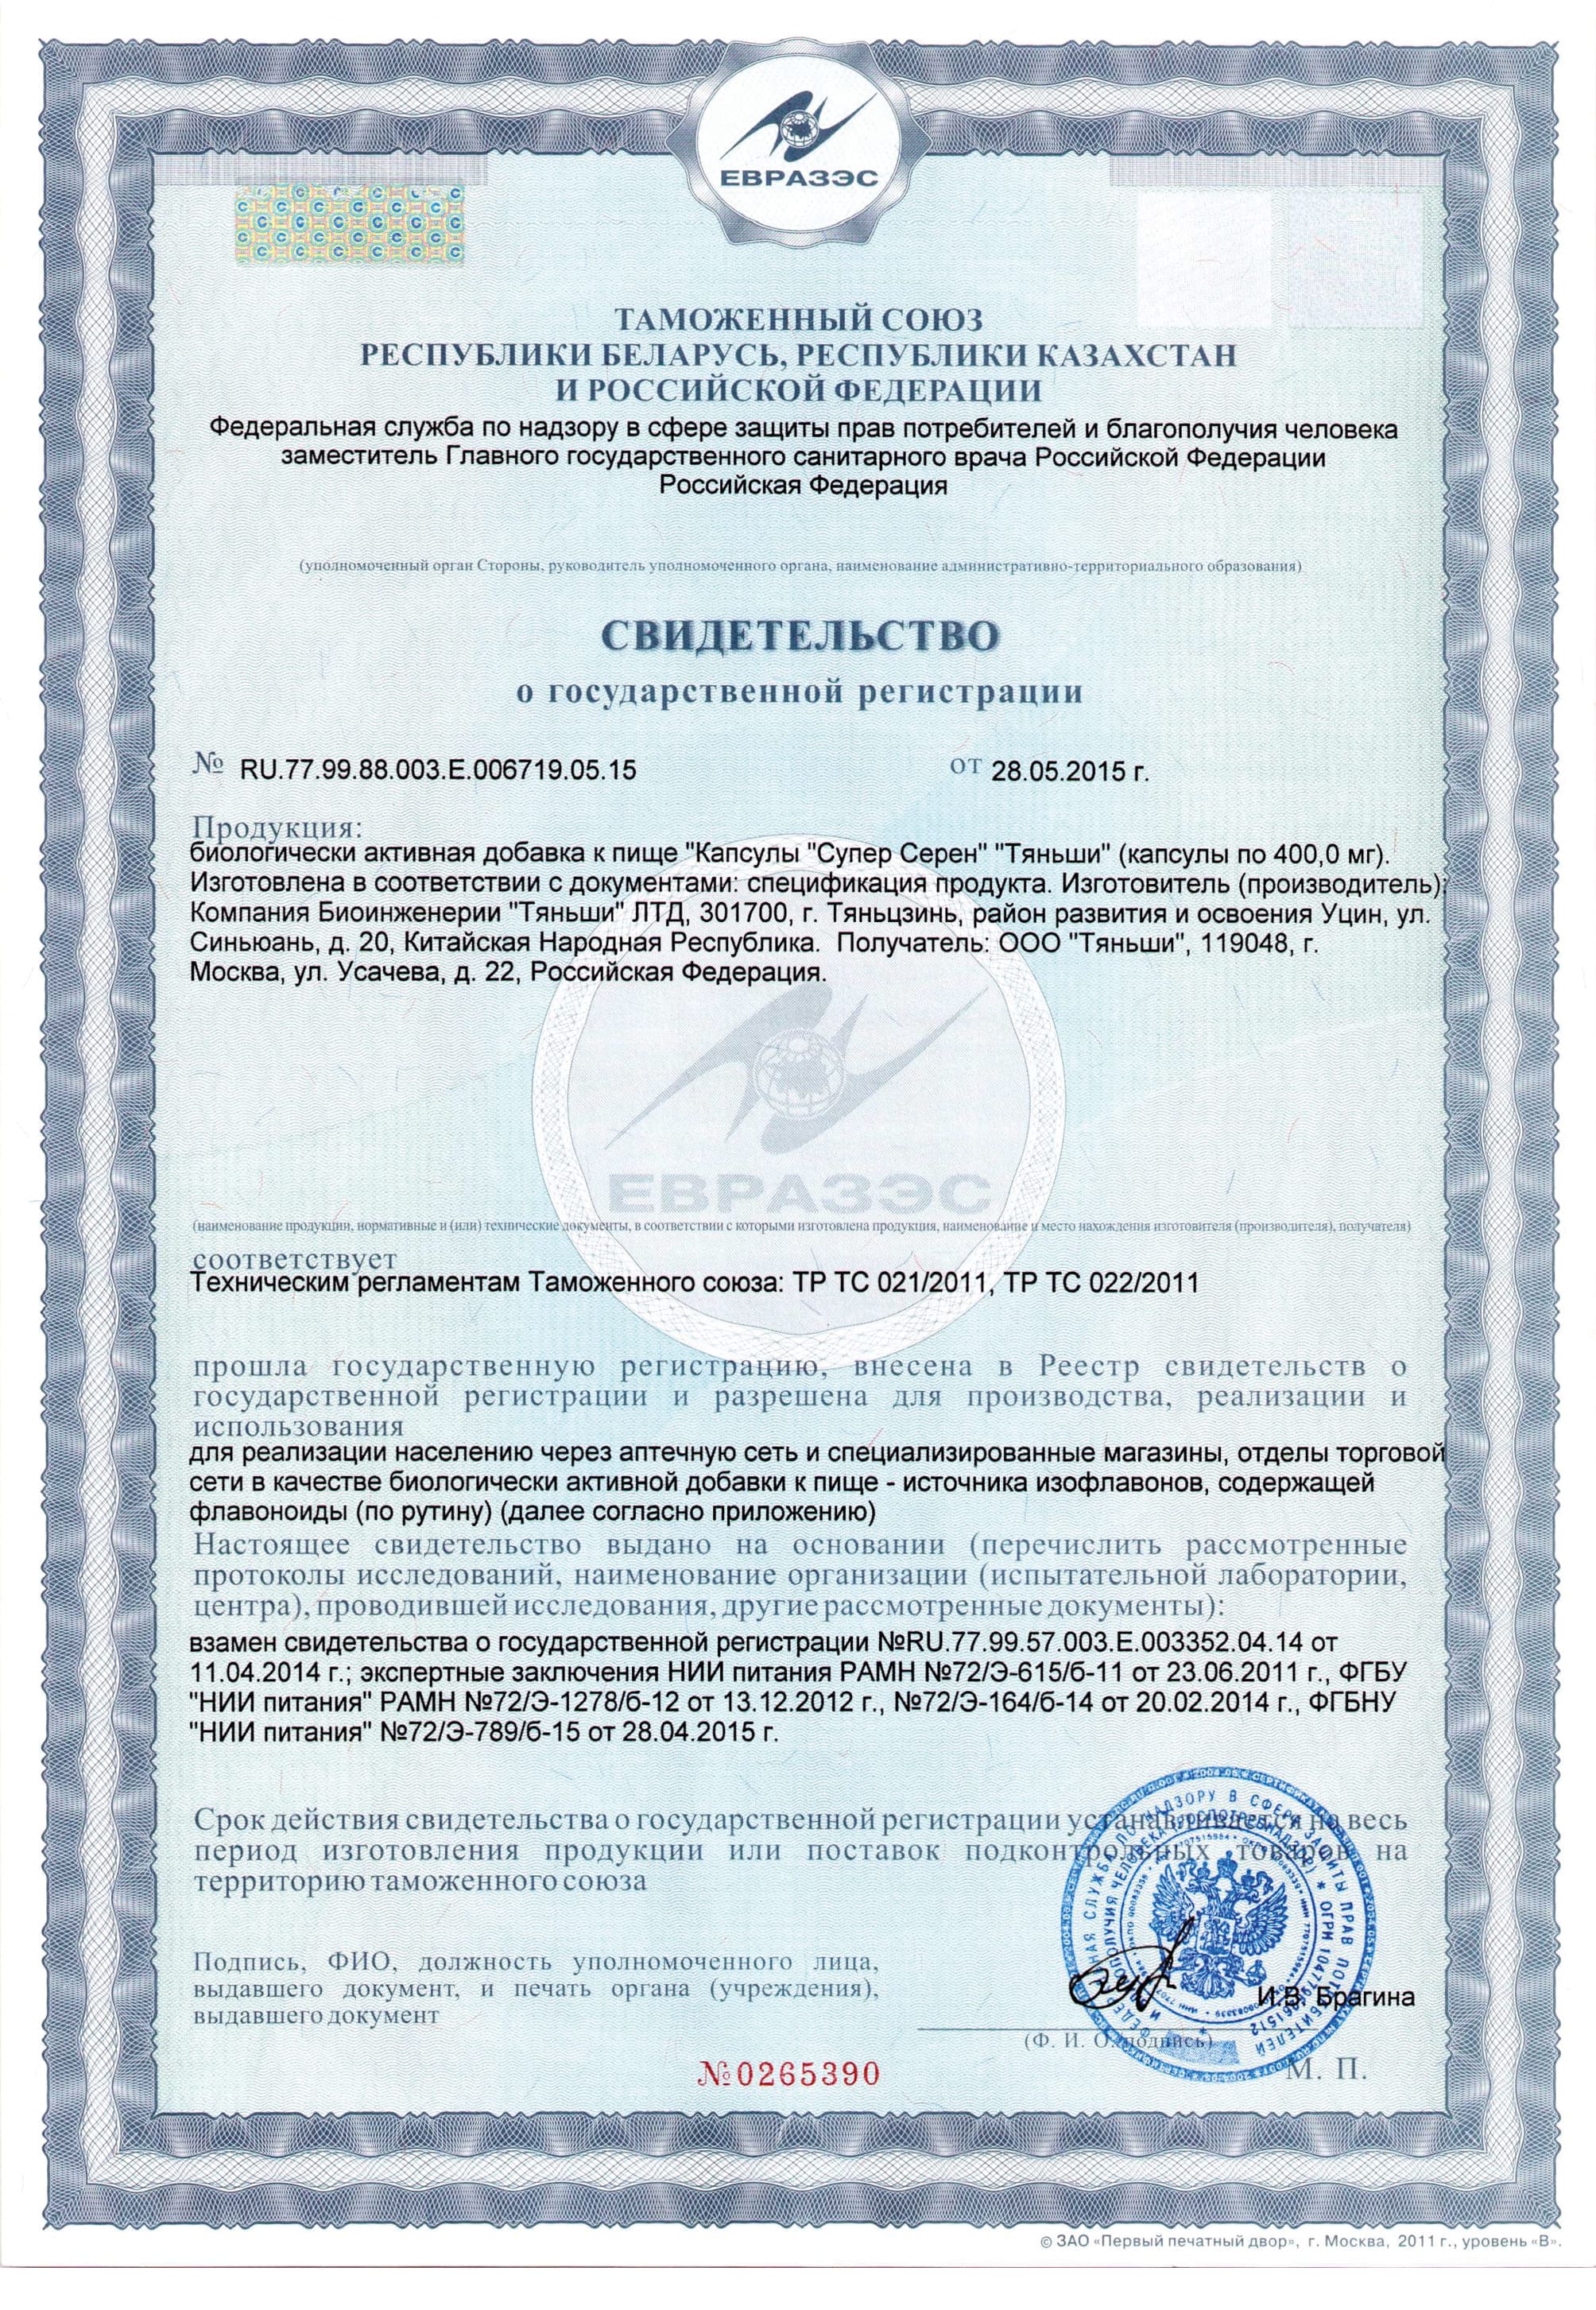 ЕВРАЗЭС
ТАМОЖЕННЫЙ СОЮЗ
РЕСПУБЛИКИ БЕЛАРУСЬ, РЕСПУБЛИКИ КАЗАХСТАН
И РОССИЙСКОЙ ФЕДЕРАЦИИ
Федеральная служба по надзору в сфере защиты прав потребителей и благополучия человека
заместитель Главного государственного санитарного врача Российской Федерации
Российская Федерация
(уполномоченный орган Стороны, руководитель уполномоченного органа, наименование административно-территориального образования)
СВИДЕТЕЛЬСТВО
о государственной регистрации
№ RU.77.99.88.003.Е.006719.05.15 от 28.05.2015 г.
Продукция:
биологически активная добавка к пище "Капсулы "Супер Серен" "Тяньши" (капсулы по 400,0 мг).
Изготовлена в соответствии с документами: спецификация продукта. Изготовитель (производитель):
Компания Биоинженерии "Тяньши" ЛТД, 301700, г. Тяньцзинь, район развития и освоения Уцин, ул.
Синьюань, д. 20, Китайская Народная Республика. Получатель: ООО "Тяньши", 119048, г.
Москва, ул. Усачева, д. 22, Российская Федерация.
ЕВРАЗЭС
(наименование продукции, нормативные и (или) технические документы, в соответствии с которыми изготовлена продукция, наименование и место нахождения изготовителя (производителя), получателя)
соответствует
Техническим регламентам Таможенного союза: ТР ТС 021/2011, ТР ТС 022/2011
прошла государственную регистрацию, внесена в Реестр свидетельств о
государственной регистрации и разрешена для производства, реализации и
использования
для реализации населению через аптечную сеть и специализированные магазины, отделы торговой
сети в качестве биологически активной добавки к пище - источника изофлавонов, содержащей
флавоноиды (по рутину) (далее согласно приложению)
Настоящее свидетельство выдано на основании (перечислить рассмотренные
протоколы исследований, наименование организации (испытательной лаборатории,
центра), проводившей исследования, другие рассмотренные документы):
взамен свидетельства о государственной регистрации №RU.77.99.57.003.Е.003352.04.14 от
11.04.2014 г.; экспертные заключения НИИ питания РАМН №72/Э-615/б-11 от 23.06.2011 г., ФГБУ
"НИИ питания" РАМН №72/Э-1278/б-12 от 13.12.2012 г., №72/Э-164/б-14 от 20.02.2014 г., ФГБНУ
"НИИ питания" №72/Э-789/б-15 от 28.04.2015 г.
Срок действия свидетельства о государственной регистрации устанавливается на весь
период изготовления продукции или поставок подконтрольных товаров на
территорию таможенного союза
Подпись, ФИО, должность уполномоченного лица,
выдавшего документ, и печать органа (учреждения),
выдавшего документ
И.В. Брагина
(Ф. И. О./подпись)
М. П.
№0265390
© ЗАО «Первый печатный двор», г. Москва, 2011 г., уровень «В».